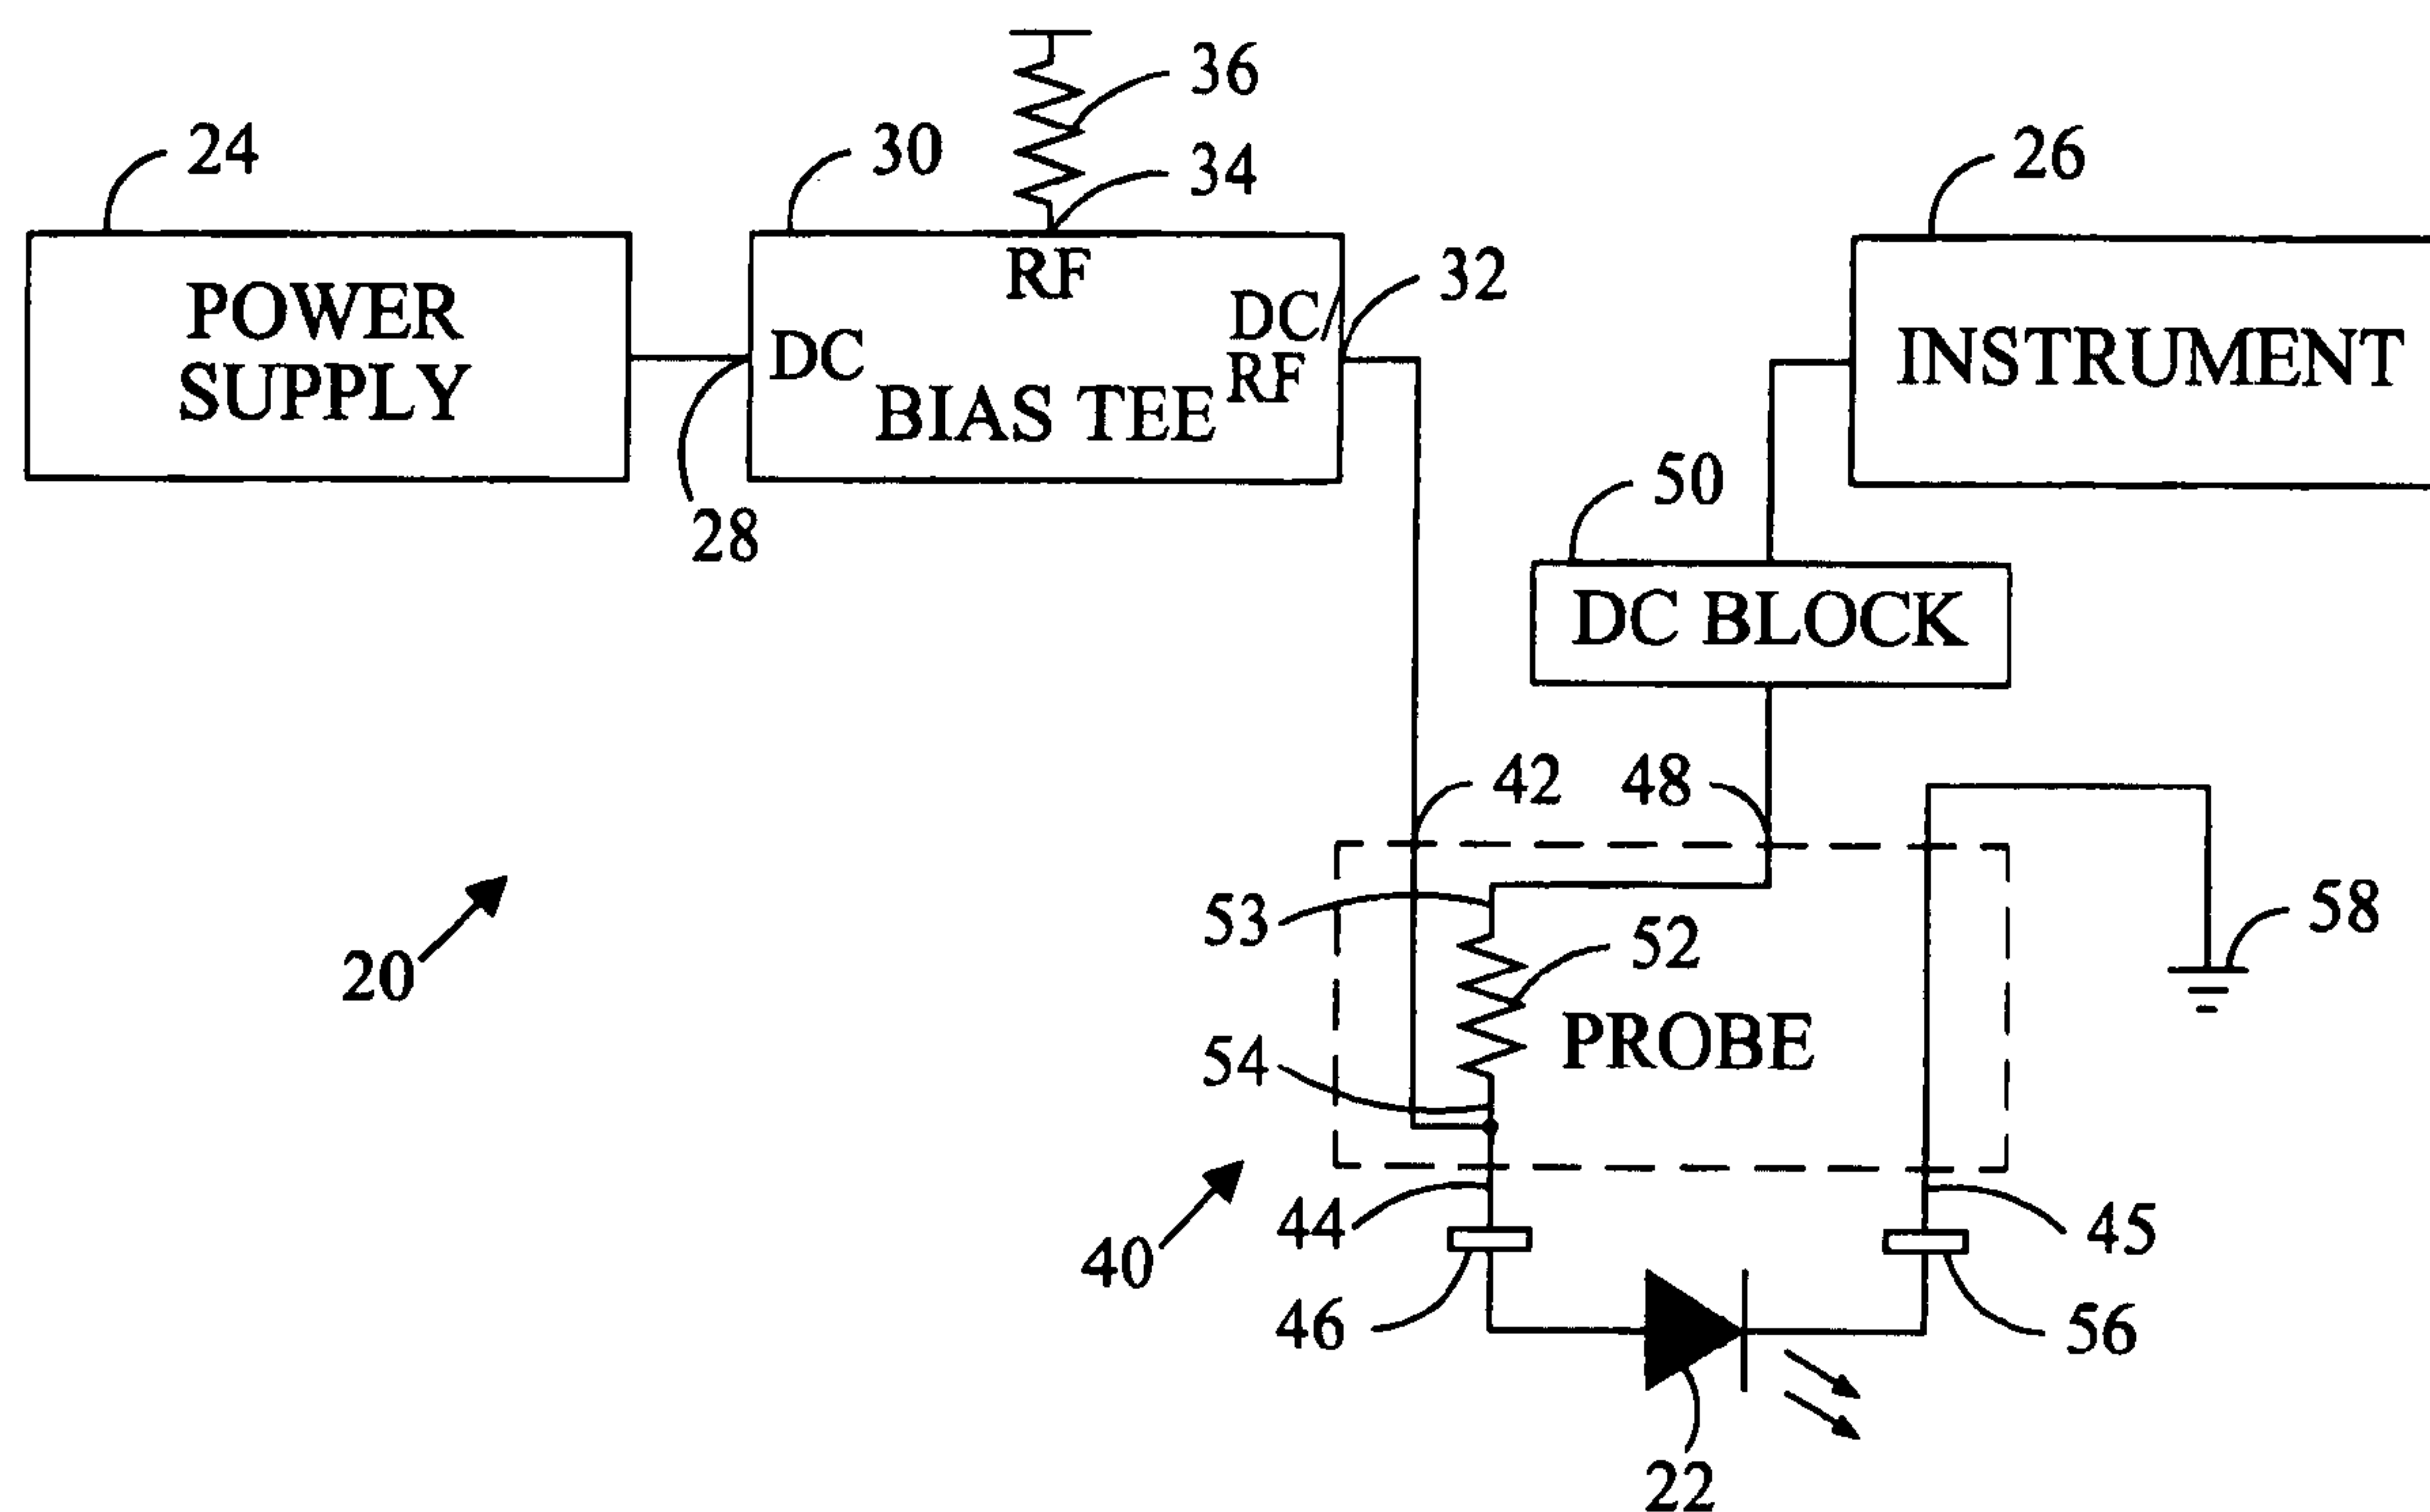 36
24
30
34
26
RF
32
POWER
SUPPLY
DC
DC/
RF
BIAS TEE
INSTRUMENT
28
50
DC BLOCK
42
48
53
52
58
20
PROBE
54
44
45
40
46
56
22